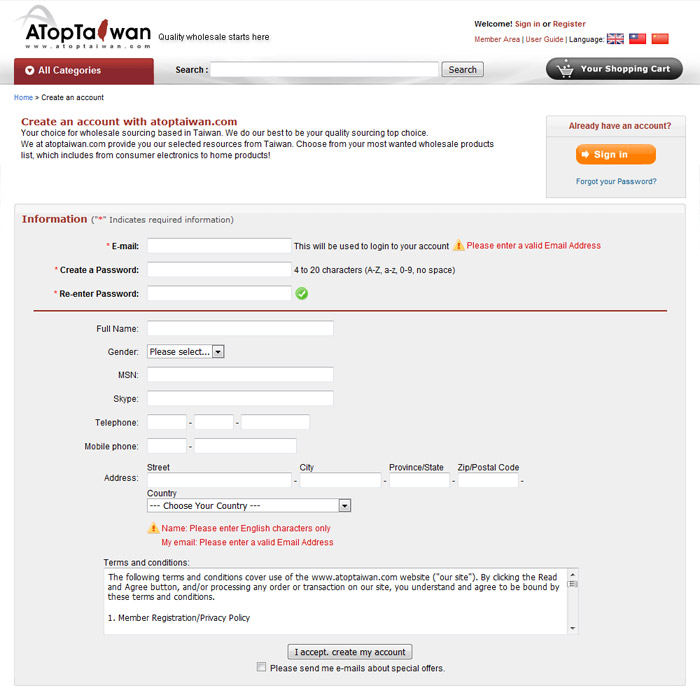 ATopTaiwan
www.atoptaiwan.com
Quality wholesale starts here
Welcome! Sign in or Register
Member Area | User Guide | Language:
All Categories
Search :
Search
Your Shopping Cart
Home > Create an account
Create an account with atoptaiwan.com
Your choice for wholesale sourcing based in Taiwan. We do our best to be your quality sourcing top choice.
We at atoptaiwan.com provide you our selected resources from Taiwan. Choose from your most wanted wholesale products
list, which includes from consumer electronics to home products!
Already have an account?
Sign in
Forgot your Password?
Information ("*" Indicates required information)
* E-mail: This will be used to login to your account Please enter a valid Email Address
* Create a Password: 4 to 20 characters (A-Z, a-z, 0-9, no space)
* Re-enter Password:
Full Name:
Gender: Please select...
MSN:
Skype:
Telephone: - -
Mobile phone: -
Street City Province/State Zip/Postal Code
Address: - - - -
Country
--- Choose Your Country ---
Name: Please enter English characters only
My email: Please enter a valid Email Address
Terms and conditions:
The following terms and conditions cover use of the www.atoptaiwan.com website ("our site"). By clicking the Read
and Agree button, and/or processing any order or transaction on our site, you understand and agree to be bound by
these terms and conditions.
1. Member Registration/Privacy Policy
I accept. create my account
Please send me e-mails about special offers.